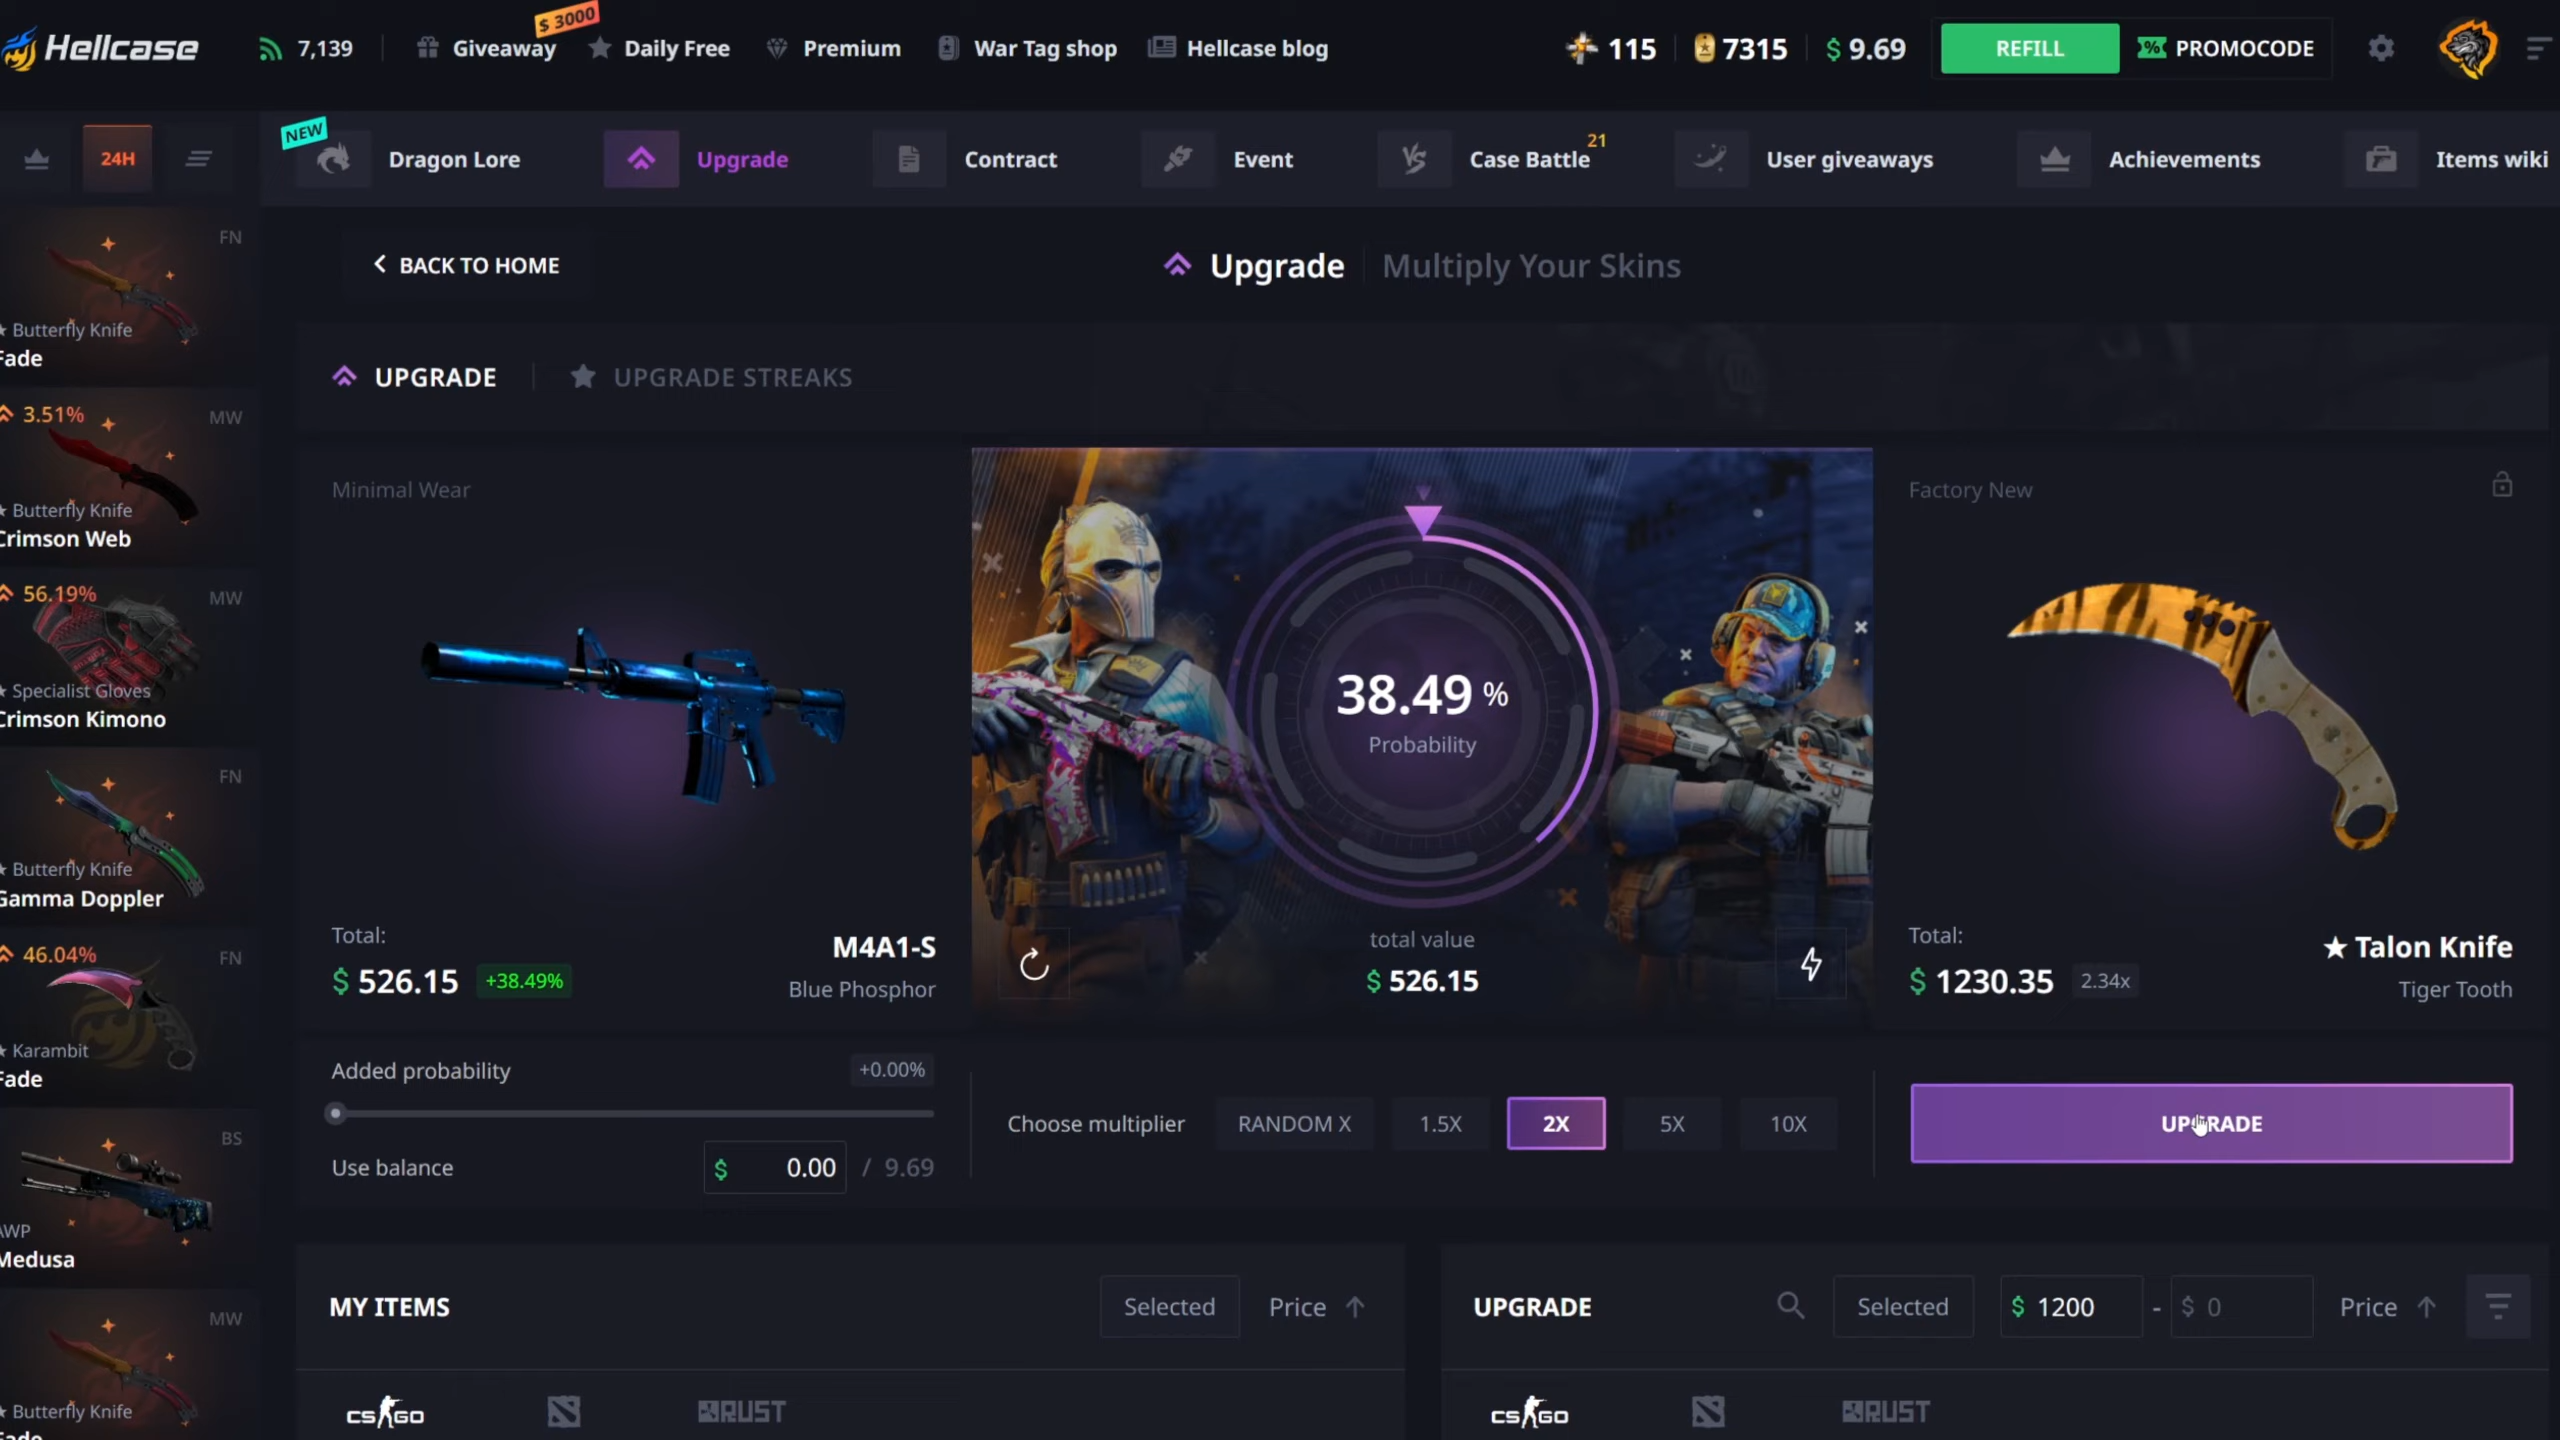 Hellcase
7,139
Giveaway
$ 3000
Daily Free
Premium
War Tag shop
Hellcase blog
115
7315
$ 9.69
REFILL
% PROMOCODE
24H
NEW
Dragon Lore
Upgrade
Contract
Event
VS
Case Battle
21
User giveaways
Achievements
Items wiki
BACK TO HOME
Upgrade
Multiply Your Skins
UPGRADE
UPGRADE STREAKS
FN
★ Butterfly Knife
Fade
3.51%
MW
★ Butterfly Knife
Crimson Web
56.19%
MW
★ Specialist Gloves
Crimson Kimono
FN
★ Butterfly Knife
Gamma Doppler
46.04%
FN
★ Karambit
Fade
BS
AWP
Medusa
MW
★ Butterfly Knife
Fade
Minimal Wear
Total:
$ 526.15
+38.49%
M4A1-S
Blue Phosphor
38.49 %
Probability
total value
$ 526.15
Factory New
Total:
$ 1230.35
2.34x
★ Talon Knife
Tiger Tooth
Added probability
+0.00%
Use balance
$ 0.00 / 9.69
Choose multiplier
RANDOM X
1.5X
2X
5X
10X
UPGRADE
MY ITEMS
Selected
Price
CS GO
RUST
UPGRADE
Selected
$ 1200 - $ 0
Price
CS GO
RUST